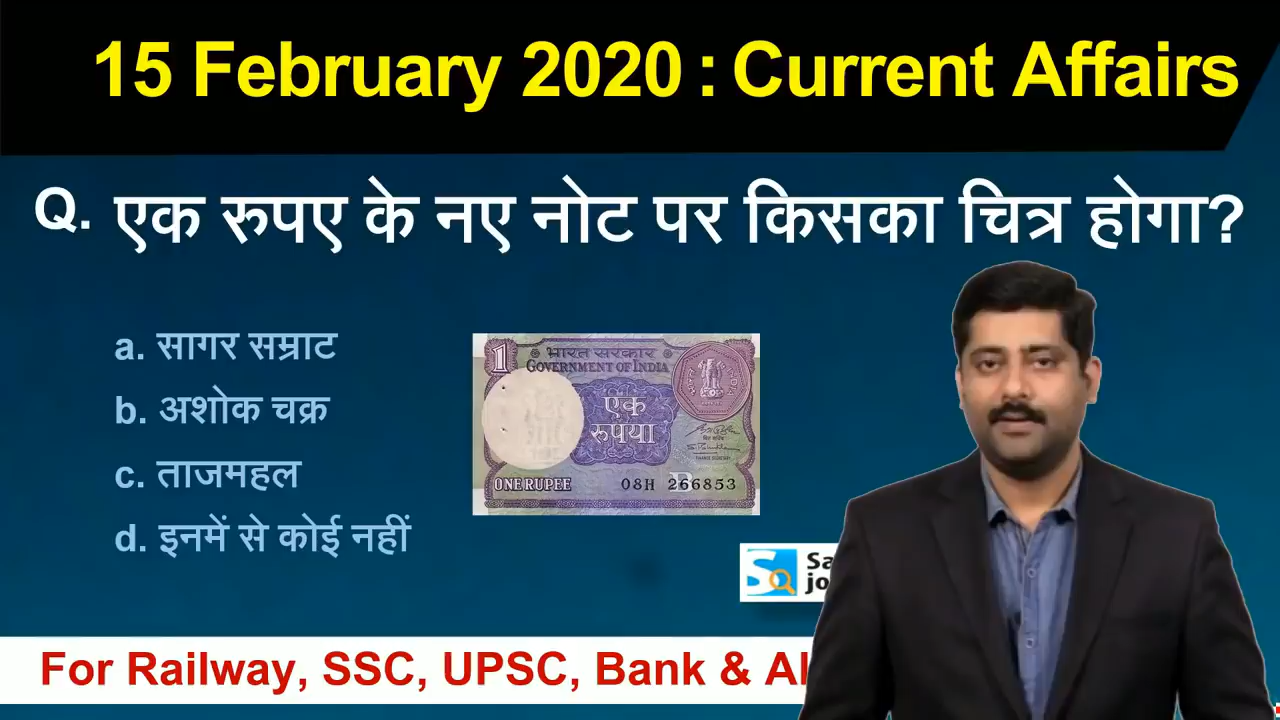 15 February 2020 : Current Affairs
Q. एक रुपए के नए नोट पर किसका चित्र होगा?
a. सागर सम्राट
b. अशोक चक्र
c. ताजमहल
d. इनमें से कोई नहीं
1 भारत सरकार
GOVERNMENT OF INDIA
एक
रुपया
ONE RUPEE 08H 266853
For Railway, SSC, UPSC, Bank &